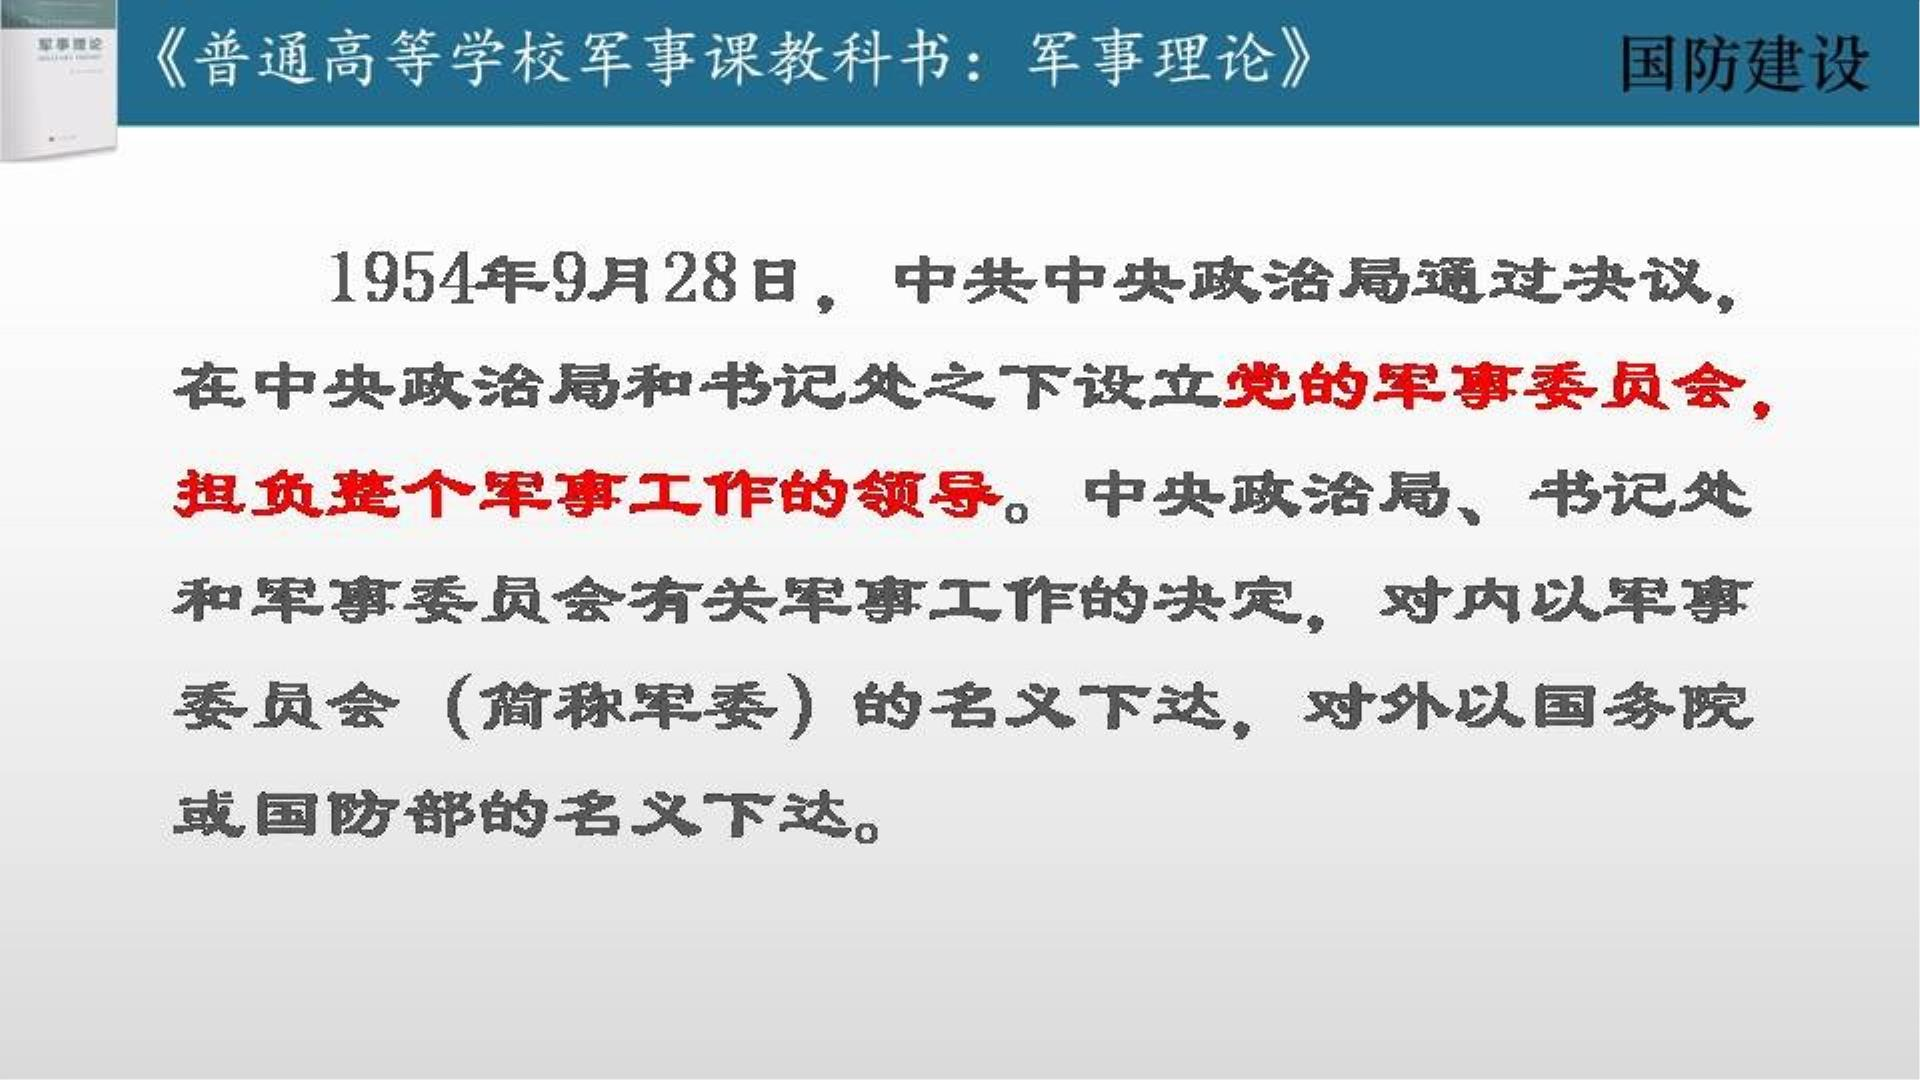 军事理论
《普通高等学校军事课教科书：军事理论》
国防建设
1954年9月28日，中共中央政治局通过决议，
在中央政治局和书记处之下设立党的军事委员会，
担负整个军事工作的领导。中央政治局、书记处
和军事委员会有关军事工作的决定，对内以军事
委员会（简称军委）的名义下达，对外以国务院
或国防部的名义下达。